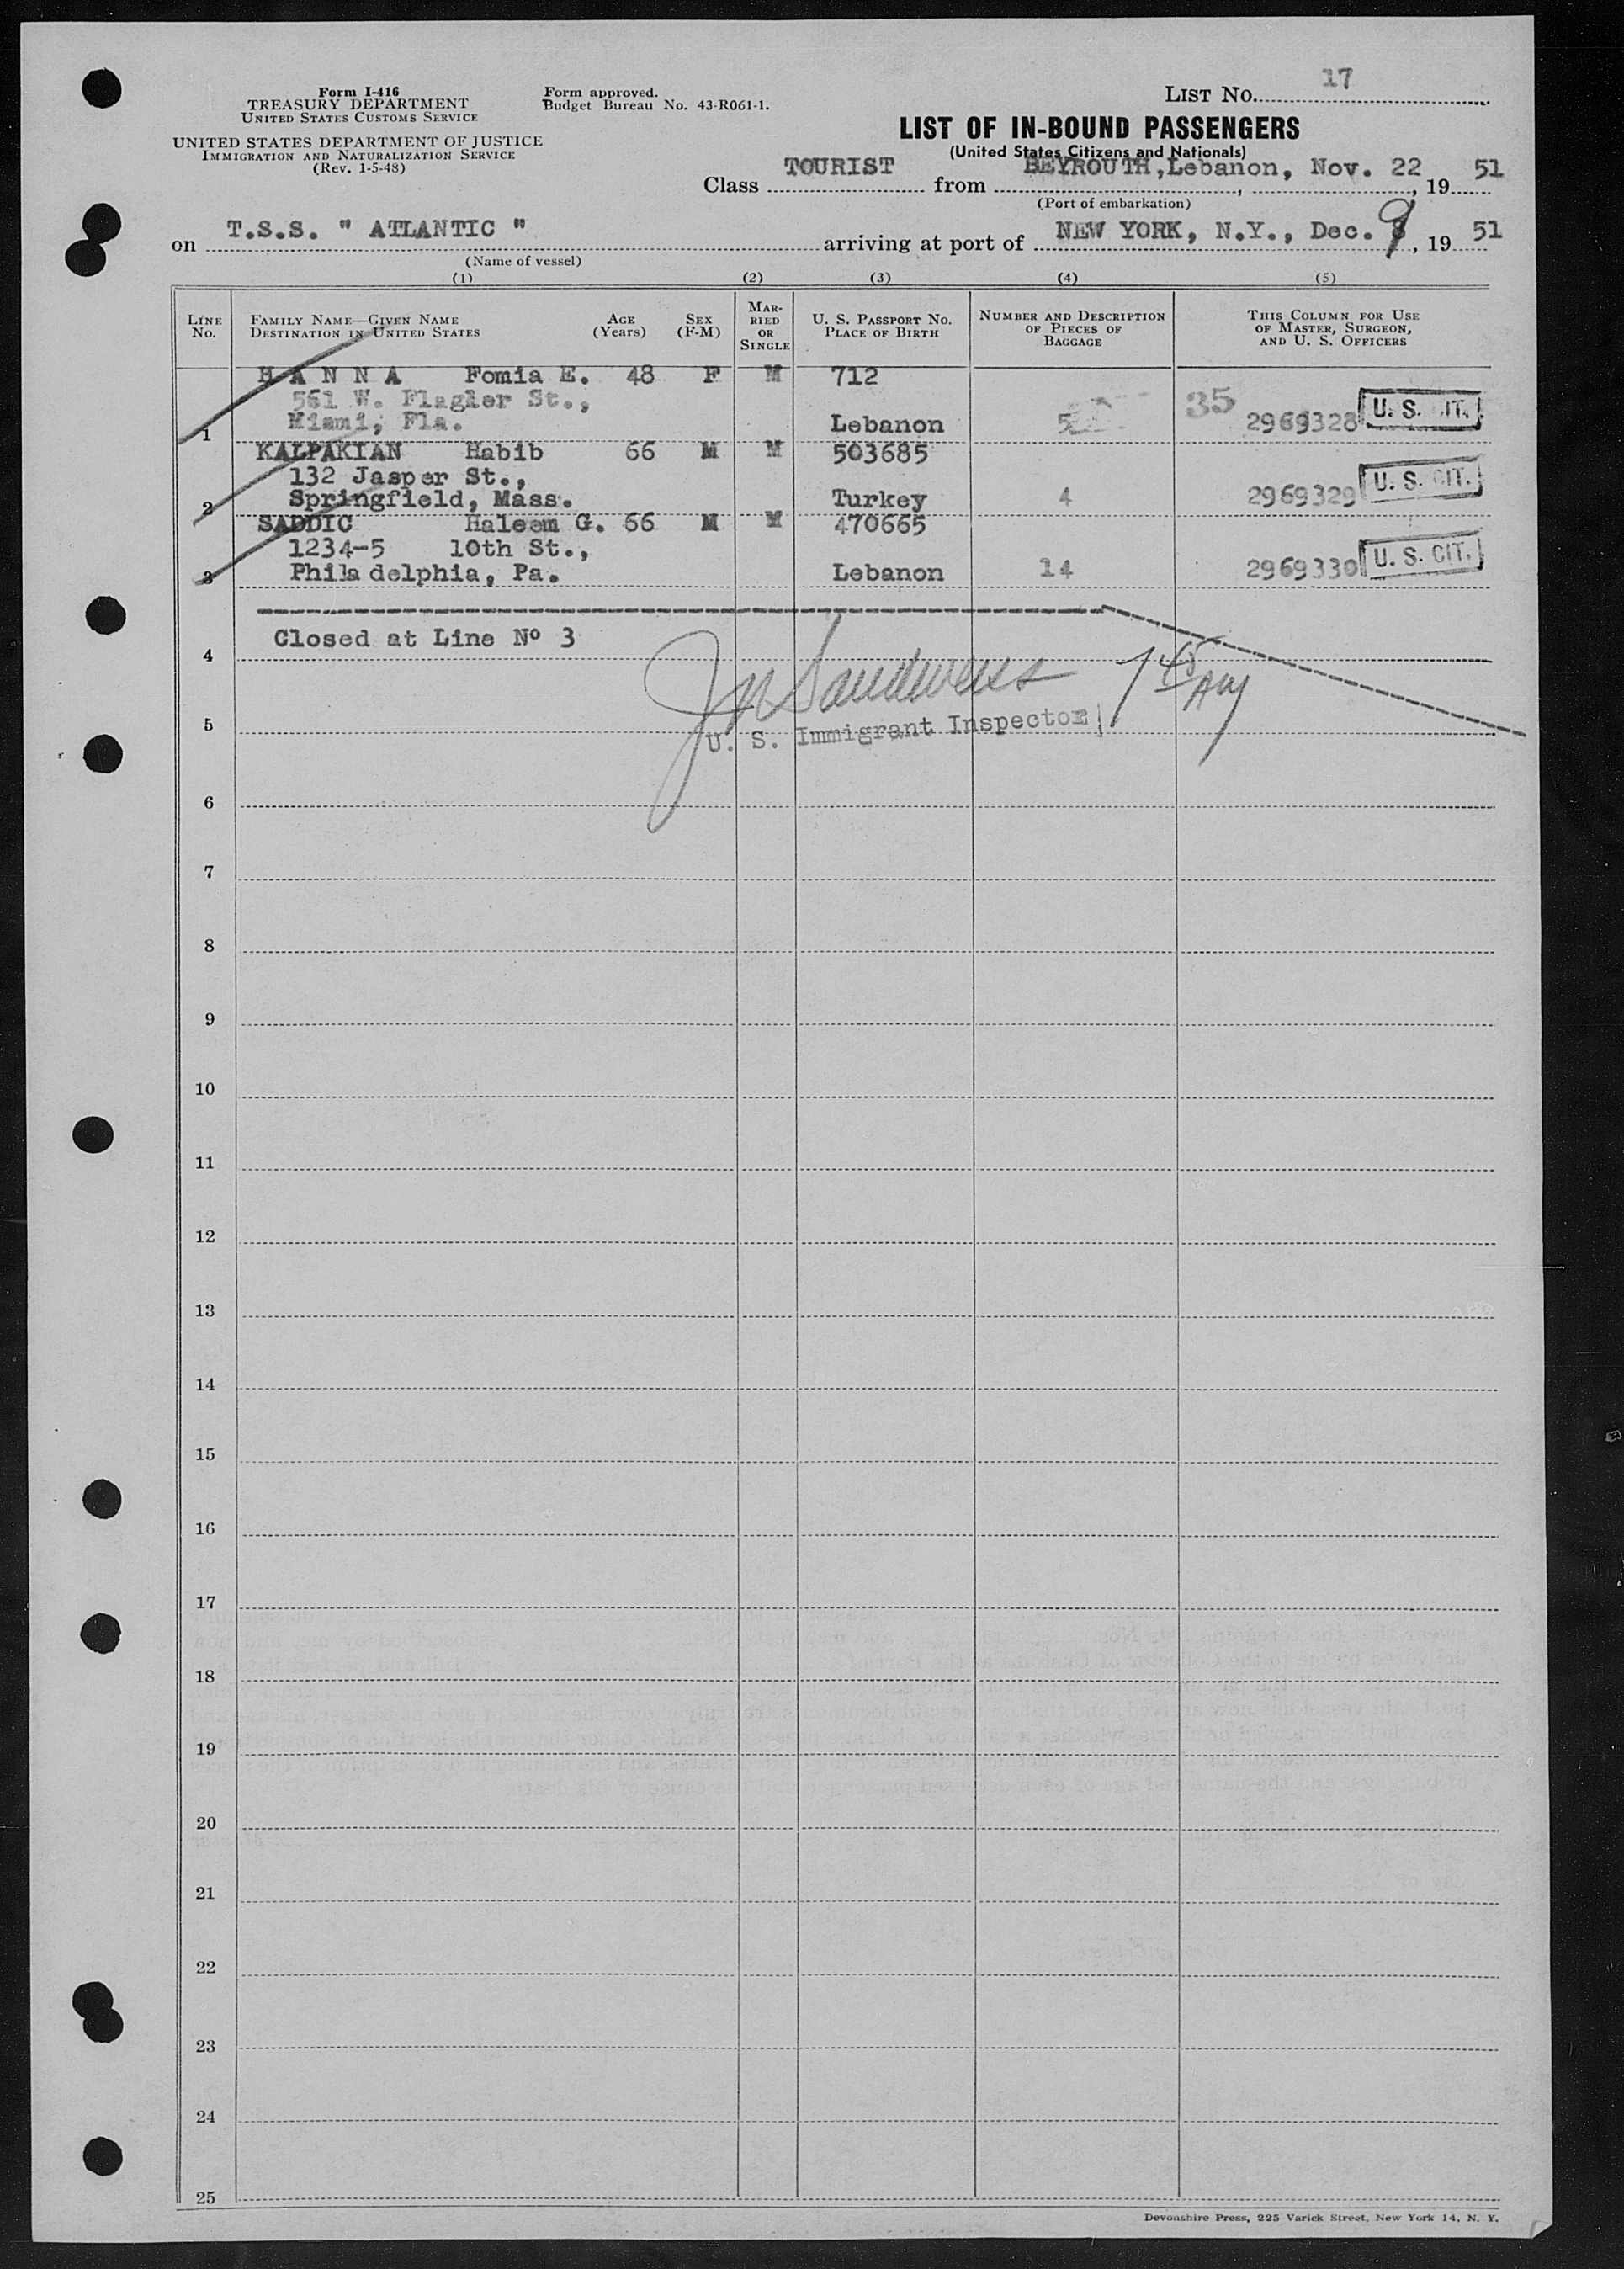 Form I-416
TREASURY DEPARTMENT
UNITED STATES CUSTOMS SERVICE
UNITED STATES DEPARTMENT OF JUSTICE
IMMIGRATION AND NATURALIZATION SERVICE
(Rev. 1-5-48)
Form approved.
Budget Bureau No. 43-R061-1.
LIST NO. 17
LIST OF IN-BOUND PASSENGERS
(United States Citizens and Nationals)
Class TOURIST from BEYROUTH, Lebanon, Nov. 22, 19 51
(Port of embarkation)
on T.S.S. " ATLANTIC " arriving at port of NEW YORK, N.Y., Dec. 9, 19 51
(Name of vessel)
(1) (2) (3) (4) (5)
LINE NO. FAMILY NAME—GIVEN NAME DESTINATION IN UNITED STATES AGE (Years) SEX (F-M) MARRIED OR SINGLE U. S. PASSPORT NO. PLACE OF BIRTH NUMBER AND DESCRIPTION OF PIECES OF BAGGAGE THIS COLUMN FOR USE OF MASTER, SURGEON, AND U. S. OFFICERS
H A N N A Fomia E. 48 F M 712
561 W. Flagler St.,
1 Miami, Fla. Lebanon 5 35 2969328 U. S. CIT.
KALPAKIAN Habib 66 M M 503685
132 Jasper St.,
2 Springfield, Mass. Turkey 4 2969329 U. S. CIT.
SADDIC Haleem G. 66 M M 470665
1234-5 10th St.,
3 Philadelphia, Pa. Lebanon 14 2969330 U. S. CIT.
Closed at Line Nº 3
4
7 45 AM
5 U. S. Immigrant Inspector
6
7
8
9
10
11
12
13
14
15
16
17
18
19
20
21
22
23
24
25
Devonshire Press, 225 Varick Street, New York 14, N. Y.